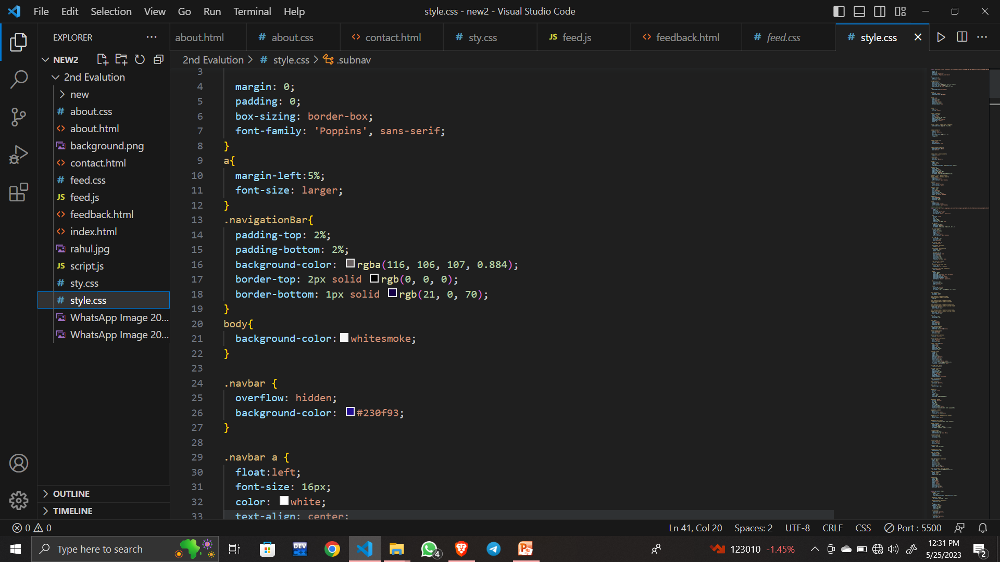 File Edit Selection View Go Run Terminal Help
style.css - new2 - Visual Studio Code
EXPLORER
about.html
# about.css
<> contact.html
# sty.css
JS feed.js
<> feedback.html
# feed.css
# style.css
NEW2
2nd Evalution > # style.css > .subnav
2nd Evalution
new
# about.css
<> about.html
background.png
<> contact.html
# feed.css
JS feed.js
<> feedback.html
<> index.html
rahul.jpg
JS script.js
# sty.css
# style.css
WhatsApp Image 20...
WhatsApp Image 20...
OUTLINE
TIMELINE
3
4 margin: 0;
5 padding: 0;
6 box-sizing: border-box;
7 font-family: 'Poppins', sans-serif;
8 }
9 a{
10 margin-left:5%;
11 font-size: larger;
12 }
13 .navigationBar{
14 padding-top: 2%;
15 padding-bottom: 2%;
16 background-color: rgba(116, 106, 107, 0.884);
17 border-top: 2px solid rgb(0, 0, 0);
18 border-bottom: 1px solid rgb(21, 0, 70);
19 }
20 body{
21 background-color: whitesmoke;
22 }
23
24 .navbar {
25 overflow: hidden;
26 background-color: #230f93;
27 }
28
29 .navbar a {
30 float:left;
31 font-size: 16px;
32 color: white;
33 text-align: center;
0 0
Ln 41, Col 20 Spaces: 2 UTF-8 CRLF CSS Port : 5500
Type here to search
DEV C++
4
123010 -1.45%
12:31 PM
5/25/2023
2